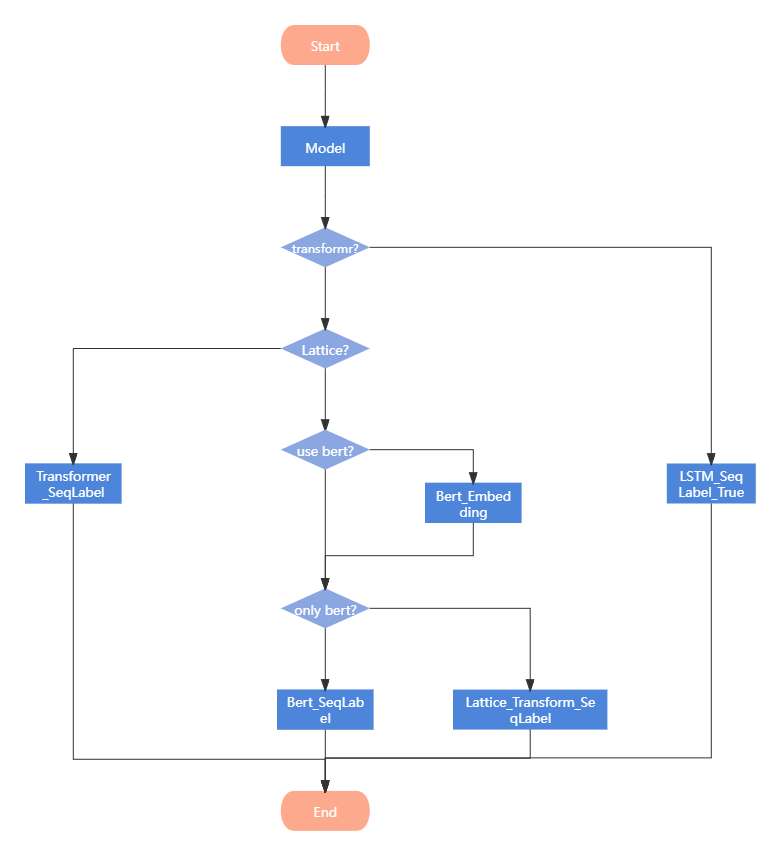 Start
Model
transformr?
Lattice?
use bert?
Transformer
_SeqLabel
Bert_Embed
ding
LSTM_Seq
Label_True
only bert?
Bert_SeqLab
el
Lattice_Transform_Se
qLabel
End